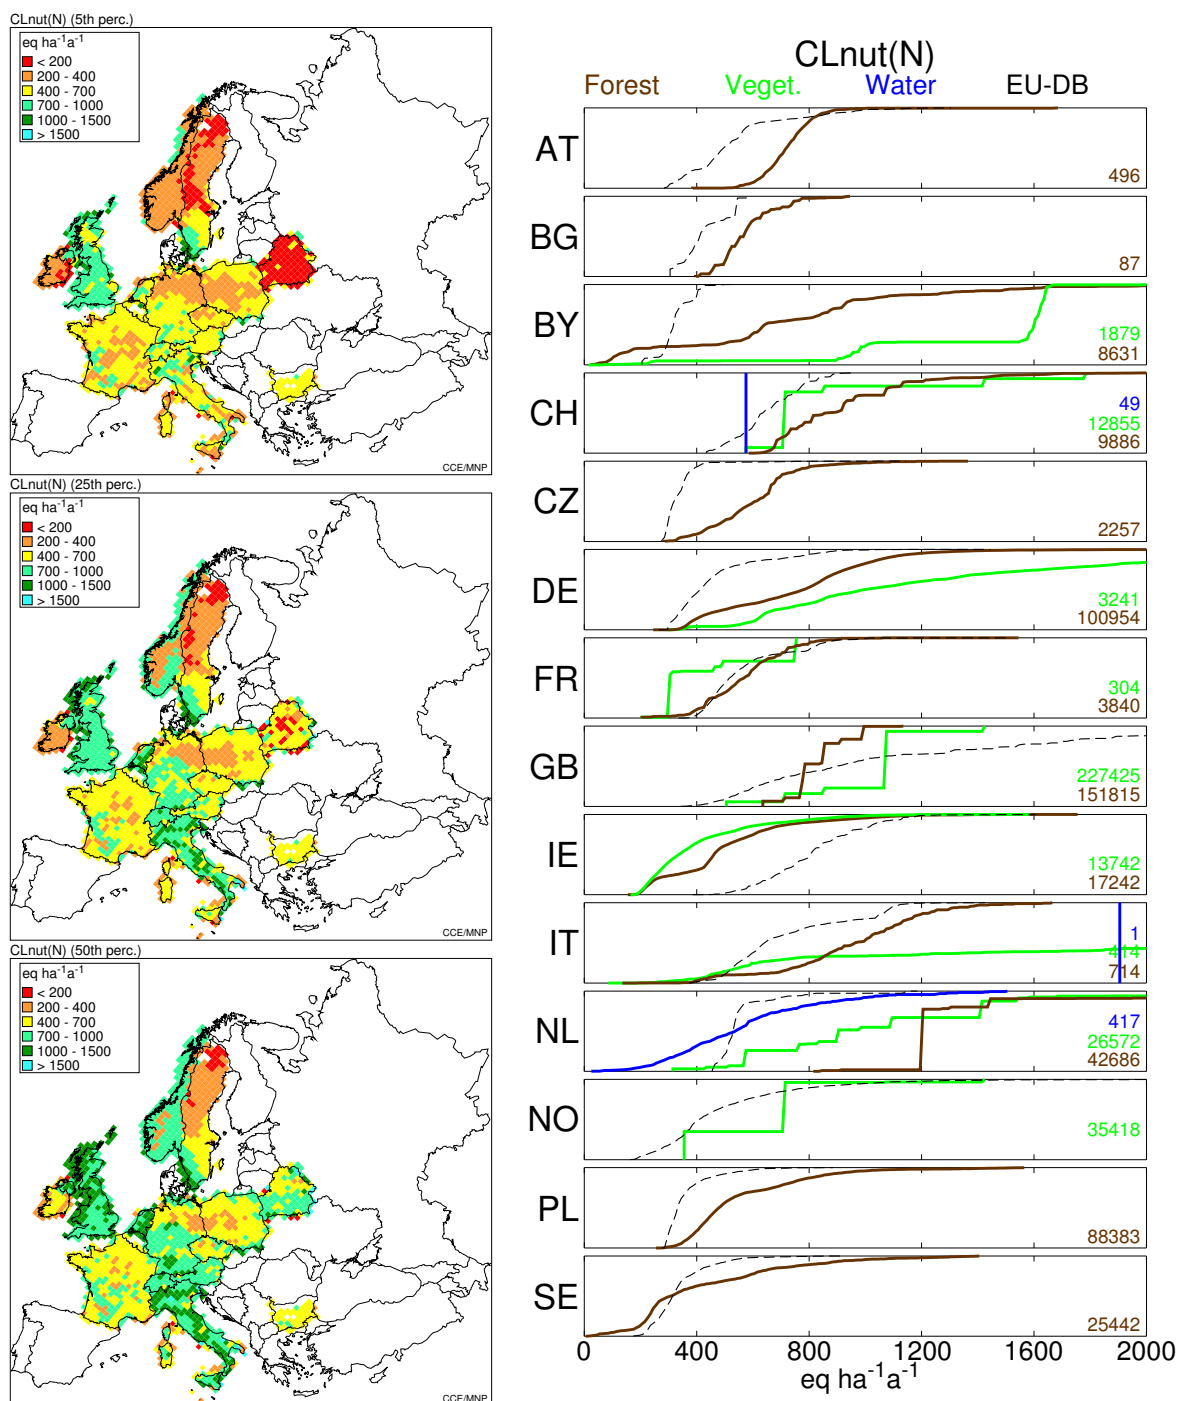 CLnut(N) (5th perc.)
eq ha⁻¹a⁻¹
< 200
200 - 400
400 - 700
700 - 1000
1000 - 1500
> 1500
CCE/MNP
CLnut(N) (25th perc.)
eq ha⁻¹a⁻¹
< 200
200 - 400
400 - 700
700 - 1000
1000 - 1500
> 1500
CCE/MNP
CLnut(N) (50th perc.)
eq ha⁻¹a⁻¹
< 200
200 - 400
400 - 700
700 - 1000
1000 - 1500
> 1500
CCE/MNP
CLnut(N)
Forest Veget. Water EU-DB
AT
496
BG
87
BY
1879
8631
CH
49
12855
9886
CZ
2257
DE
3241
100954
FR
304
3840
GB
227425
151815
IE
13742
17242
IT
1
414
714
NL
417
26572
42686
NO
35418
PL
88383
SE
25442
0 400 800 1200 1600 2000
eq ha⁻¹a⁻¹